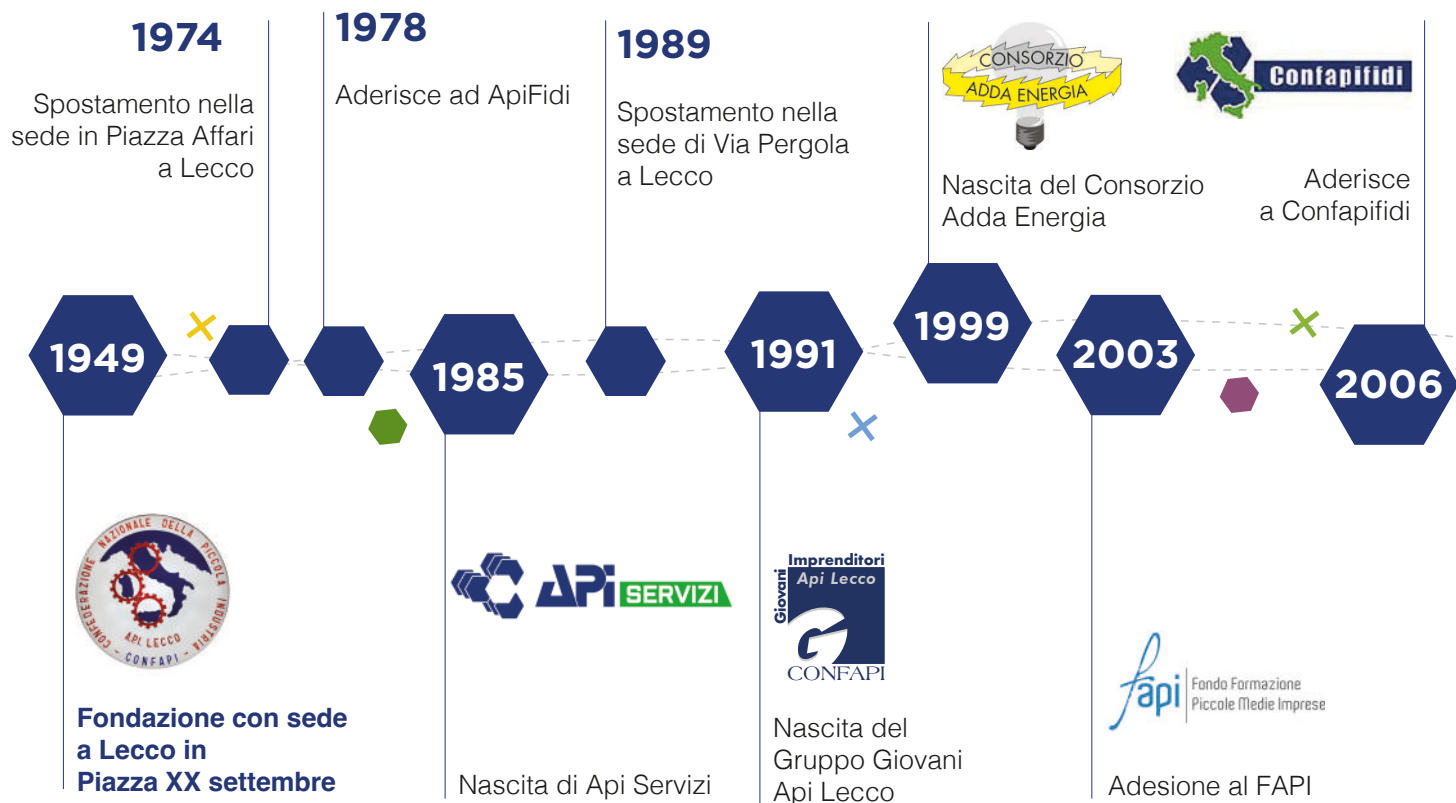 1974
Spostamento nella
sede in Piazza Affari
a Lecco
1978
Aderisce ad ApiFidi
1989
Spostamento nella
sede di Via Pergola
a Lecco
CONSORZIO
ADDA ENERGIA
Nascita del Consorzio
Adda Energia
Confapifidi
Aderisce
a Confapifidi
1949
1985
1991
1999
2003
2006
CONFEDERAZIONE NAZIONALE DELLA PICCOLA INDUSTRIA
A.P.I. LECCO
- CONFAPI -
Fondazione con sede
a Lecco in
Piazza XX settembre
API SERVIZI
Nascita di Api Servizi
Giovani
Imprenditori
Api Lecco
G
CONFAPI
Nascita del
Gruppo Giovani
Api Lecco
fapi
Fondo Formazione
Piccole Medie Imprese
Adesione al FAPI